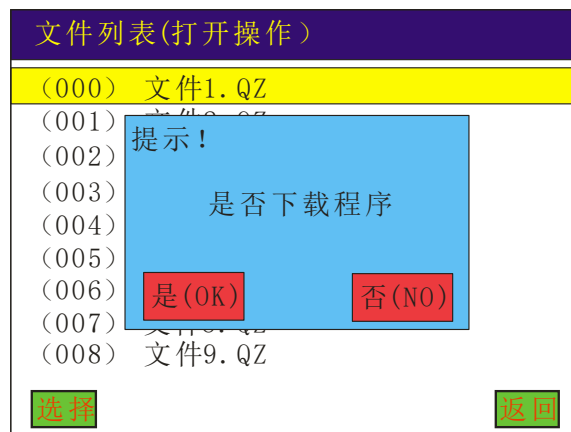 文件列表(打开操作）
（000） 文件1.QZ
（001）
提示！
（002）
（003）
是否下载程序
（004）
（005）
（006）
是(OK)
否(NO)
（007）
（008） 文件9.QZ
选择
返回